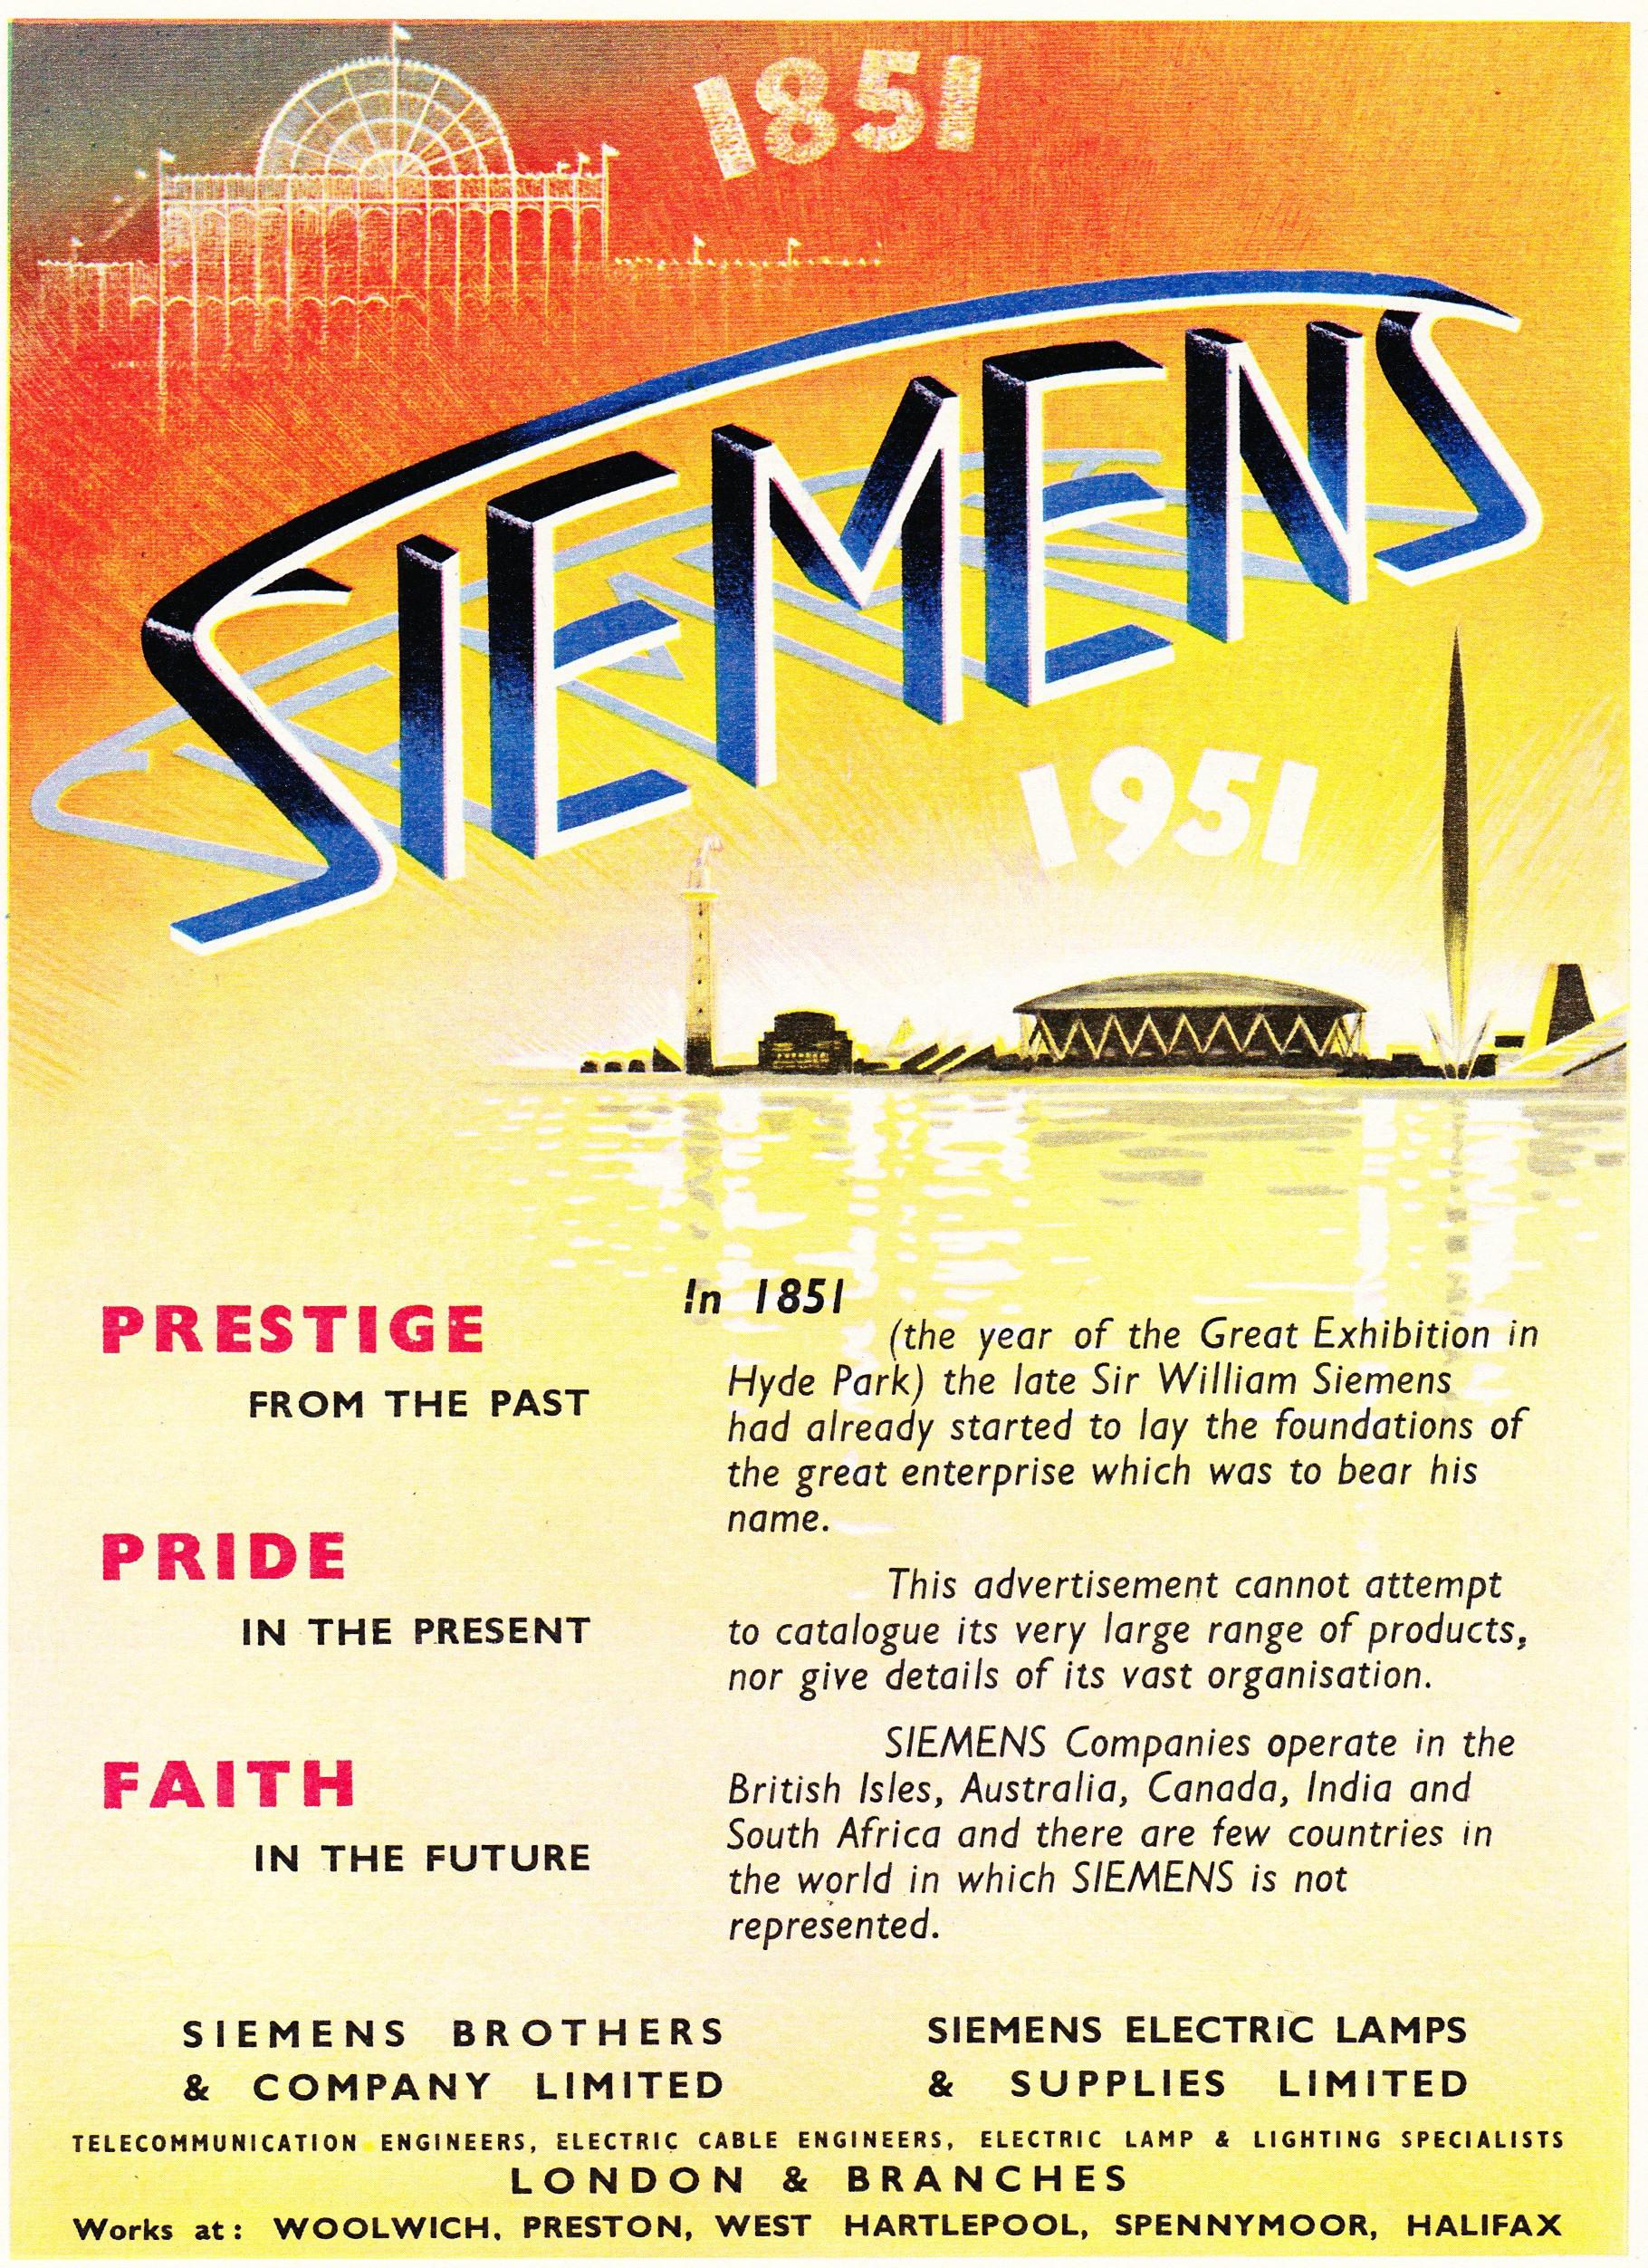 1851
SIEMENS
1951
PRESTIGE
FROM THE PAST
PRIDE
IN THE PRESENT
FAITH
IN THE FUTURE
In 1851
(the year of the Great Exhibition in
Hyde Park) the late Sir William Siemens
had already started to lay the foundations of
the great enterprise which was to bear his
name.
This advertisement cannot attempt
to catalogue its very large range of products,
nor give details of its vast organisation.
SIEMENS Companies operate in the
British Isles, Australia, Canada, India and
South Africa and there are few countries in
the world in which SIEMENS is not
represented.
SIEMENS BROTHERS
& COMPANY LIMITED
SIEMENS ELECTRIC LAMPS
& SUPPLIES LIMITED
TELECOMMUNICATION ENGINEERS, ELECTRIC CABLE ENGINEERS, ELECTRIC LAMP & LIGHTING SPECIALISTS
LONDON & BRANCHES
Works at: WOOLWICH, PRESTON, WEST HARTLEPOOL, SPENNYMOOR, HALIFAX